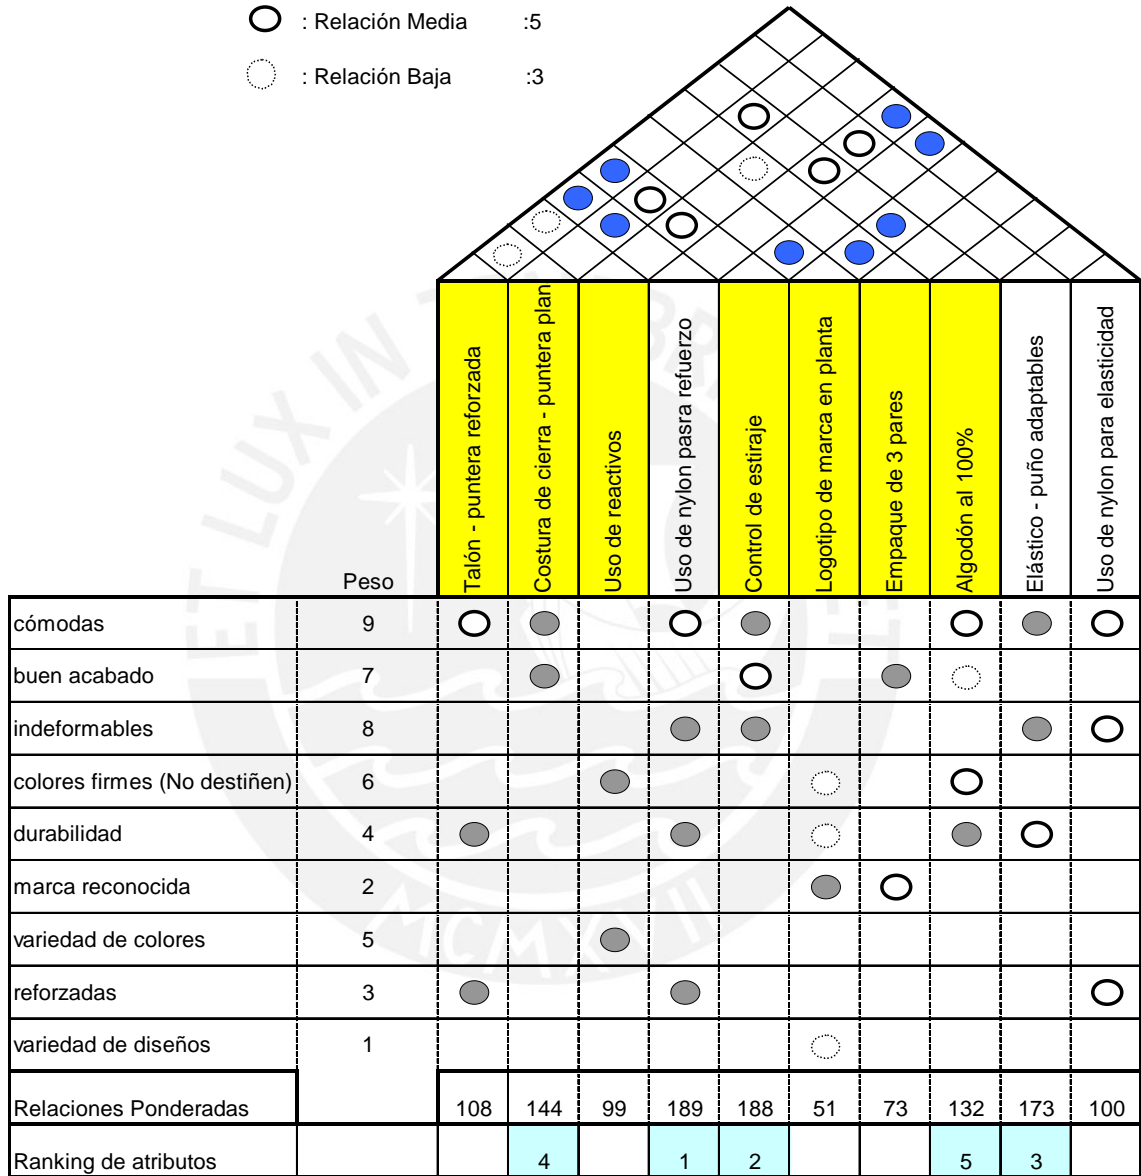 : Relación Media :5
: Relación Baja :3
Peso
Talón - puntera reforzada
Costura de cierra - puntera plan
Uso de reactivos
Uso de nylon pasra refuerzo
Control de estiraje
Logotipo de marca en planta
Empaque de 3 pares
Algodón al 100%
Elástico - puño adaptables
Uso de nylon para elasticidad
cómodas 9
buen acabado 7
indeformables 8
colores firmes (No destiñen) 6
durabilidad 4
marca reconocida 2
variedad de colores 5
reforzadas 3
variedad de diseños 1
Relaciones Ponderadas 108 144 99 189 188 51 73 132 173 100
Ranking de atributos 4 1 2 5 3
ET LUX IN
MCMXVII